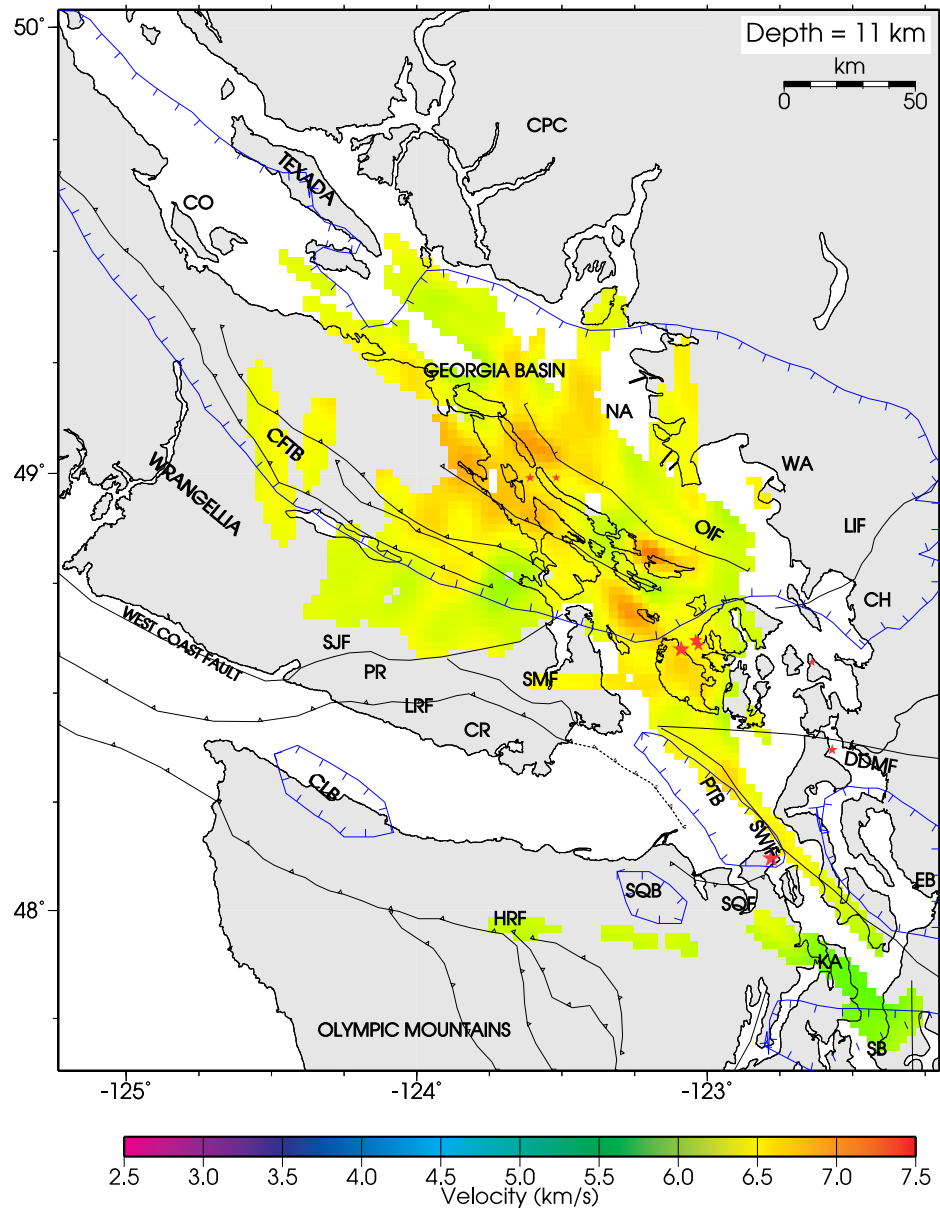 50°
Depth = 11 km
km
0 50
CPC
TEXADA
CO
GEORGIA BASIN
NA
CFTB
49°
WA
WRANGELLIA
OIF
LIF
CH
WEST COAST FAULT
SJF
PR
SMF
LRF
CR
DDMF
CLB
PTB
SWIF
EB
SQB
SQF
48°
HRF
KA
OLYMPIC MOUNTAINS
SB
-125° -124° -123°
2.5 3.0 3.5 4.0 4.5 5.0 5.5 6.0 6.5 7.0 7.5
Velocity (km/s)